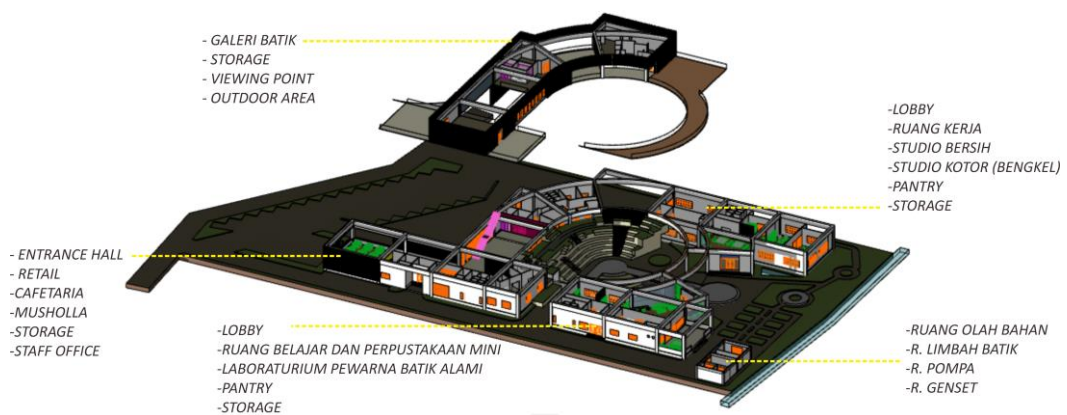 - GALERI BATIK
- STORAGE
- VIEWING POINT
- OUTDOOR AREA
-LOBBY
-RUANG KERJA
-STUDIO BERSIH
-STUDIO KOTOR (BENGKEL)
-PANTRY
-STORAGE
- ENTRANCE HALL
- RETAIL
-CAFETARIA
-MUSHOLLA
-STORAGE
-STAFF OFFICE
-LOBBY
-RUANG BELAJAR DAN PERPUSTAKAAN MINI
-LABORATURIUM PEWARNA BATIK ALAMI
-PANTRY
-STORAGE
-RUANG OLAH BAHAN
-R. LIMBAH BATIK
-R. POMPA
-R. GENSET